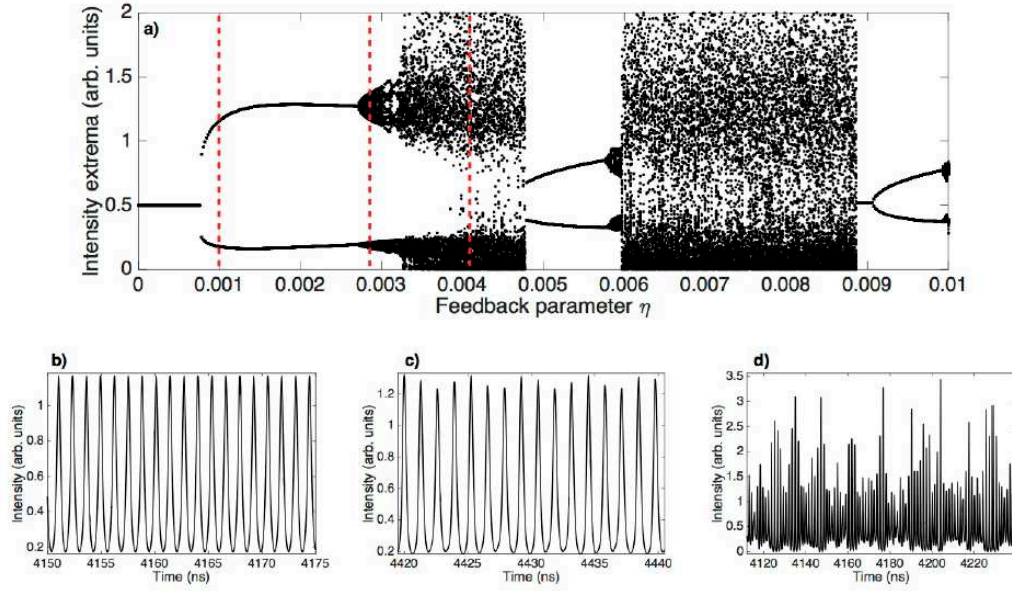 a)
Intensity extrema (arb. units)
2
1.5
1
0.5
0
0 0.001 0.002 0.003 0.004 0.005 0.006 0.007 0.008 0.009 0.01
Feedback parameter η
b)
Intensity (arb. units)
1
0.8
0.6
0.4
0.2
4150 4155 4160 4165 4170 4175
Time (ns)
c)
Intensity (arb. units)
1.2
1
0.8
0.6
0.4
0.2
4420 4425 4430 4435 4440
Time (ns)
d)
Intensity (arb. units)
3.5
3
2.5
2
1.5
1
0.5
0
4120 4140 4160 4180 4200 4220
Time (ns)